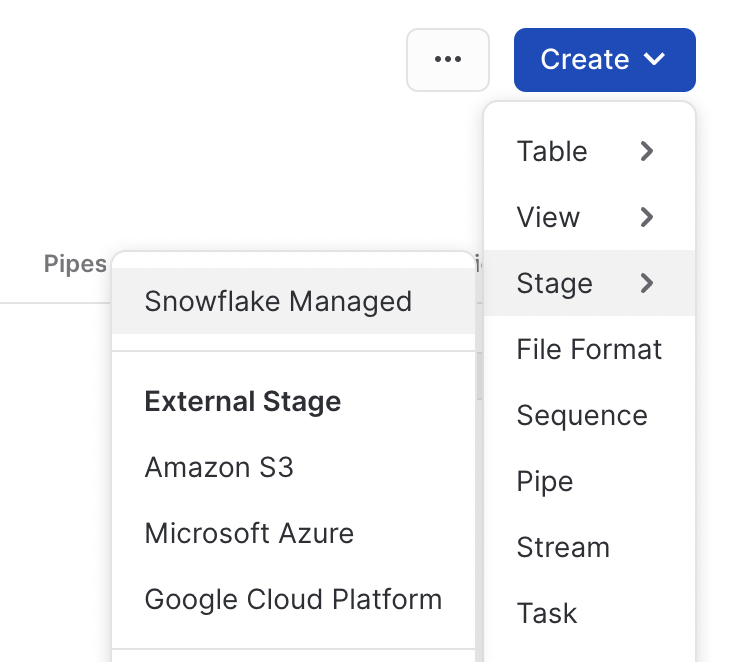 •••
Create
Table
View
Pipes
Snowflake Managed
Stage
File Format
External Stage
Sequence
Amazon S3
Pipe
Microsoft Azure
Stream
Google Cloud Platform
Task